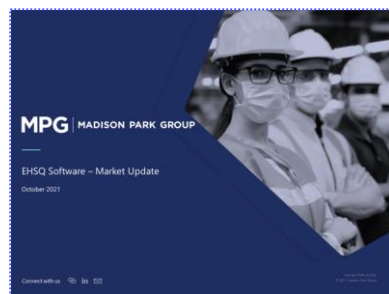 MPG | MADISON PARK GROUP
EHSQ Software – Market Update
October 2021
Connect with us